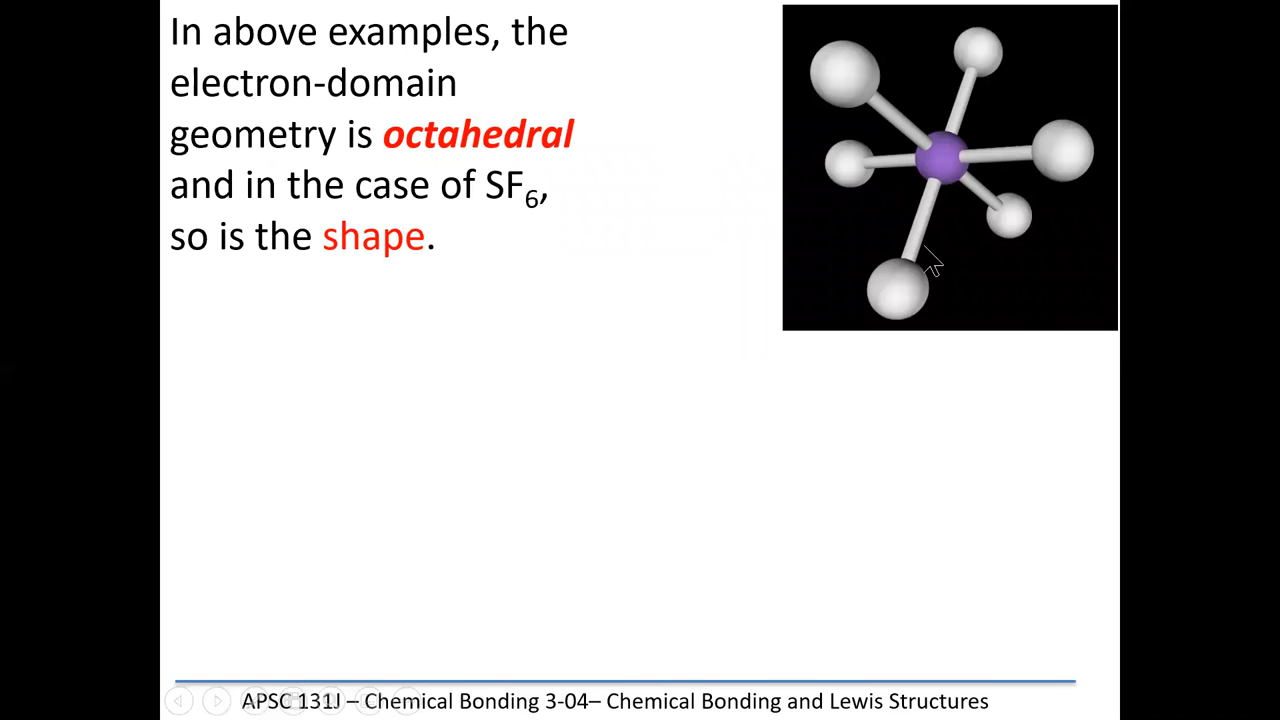 In above examples, the
electron-domain
geometry is octahedral
and in the case of SF₆,
so is the shape.
APSC 131J – Chemical Bonding 3-04– Chemical Bonding and Lewis Structures